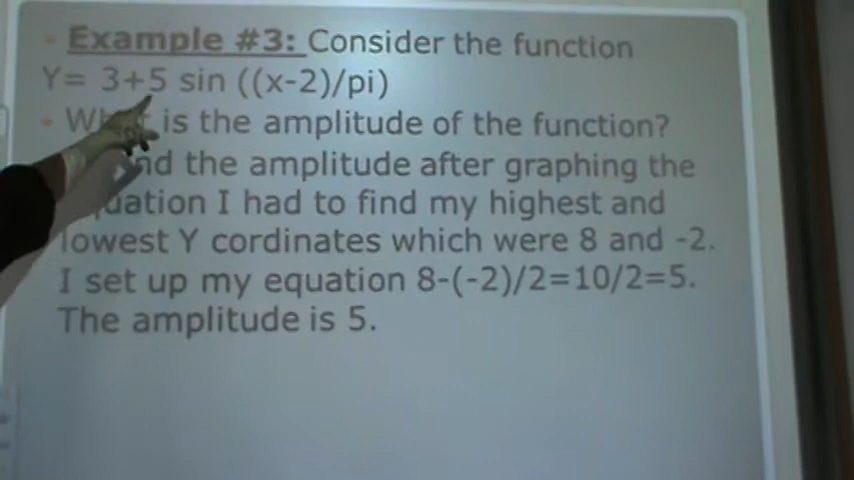 Example #3: Consider the function
Y= 3+5 sin ((x-2)/pi)
is the amplitude of the function?
the amplitude after graphing the
I had to find my highest and
lowest Y cordinates which were 8 and -2.
I set up my equation 8-(-2)/2=10/2=5.
The amplitude is 5.